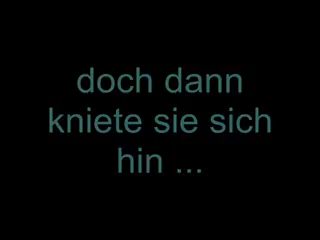 doch dann
kniete sie sich
hin ...